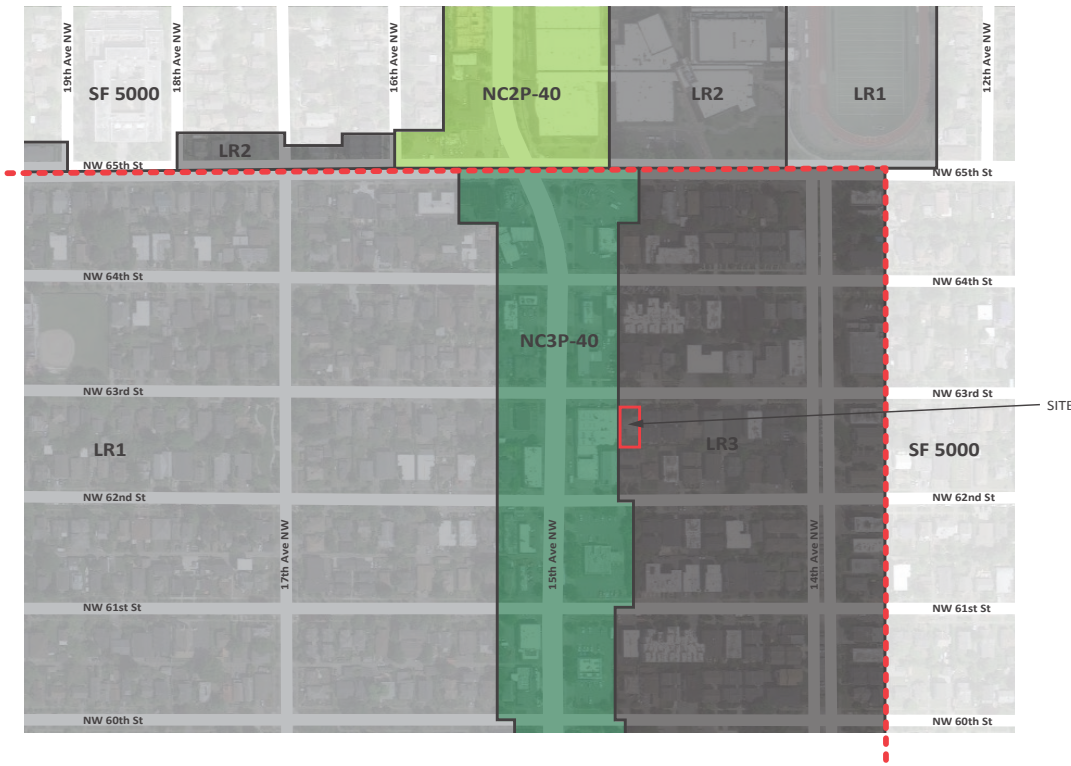 19th Ave NW
18th Ave NW
16th Ave NW
12th Ave NW
SF 5000
NC2P-40
LR2
LR1
LR2
NW 65th St
NW 65th St
NW 64th St
NW 64th St
NC3P-40
NW 63rd St
NW 63rd St
SITE
LR1
LR3
SF 5000
NW 62nd St
NW 62nd St
17th Ave NW
15th Ave NW
14th Ave NW
NW 61st St
NW 61st St
NW 60th St
NW 60th St